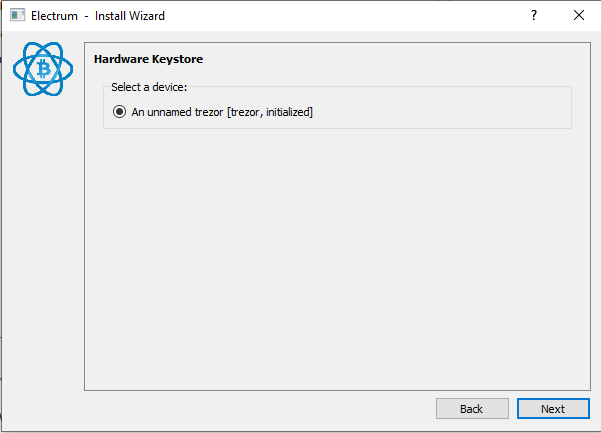 Electrum - Install Wizard
Hardware Keystore
Select a device:
An unnamed trezor [trezor, initialized]
Back
Next